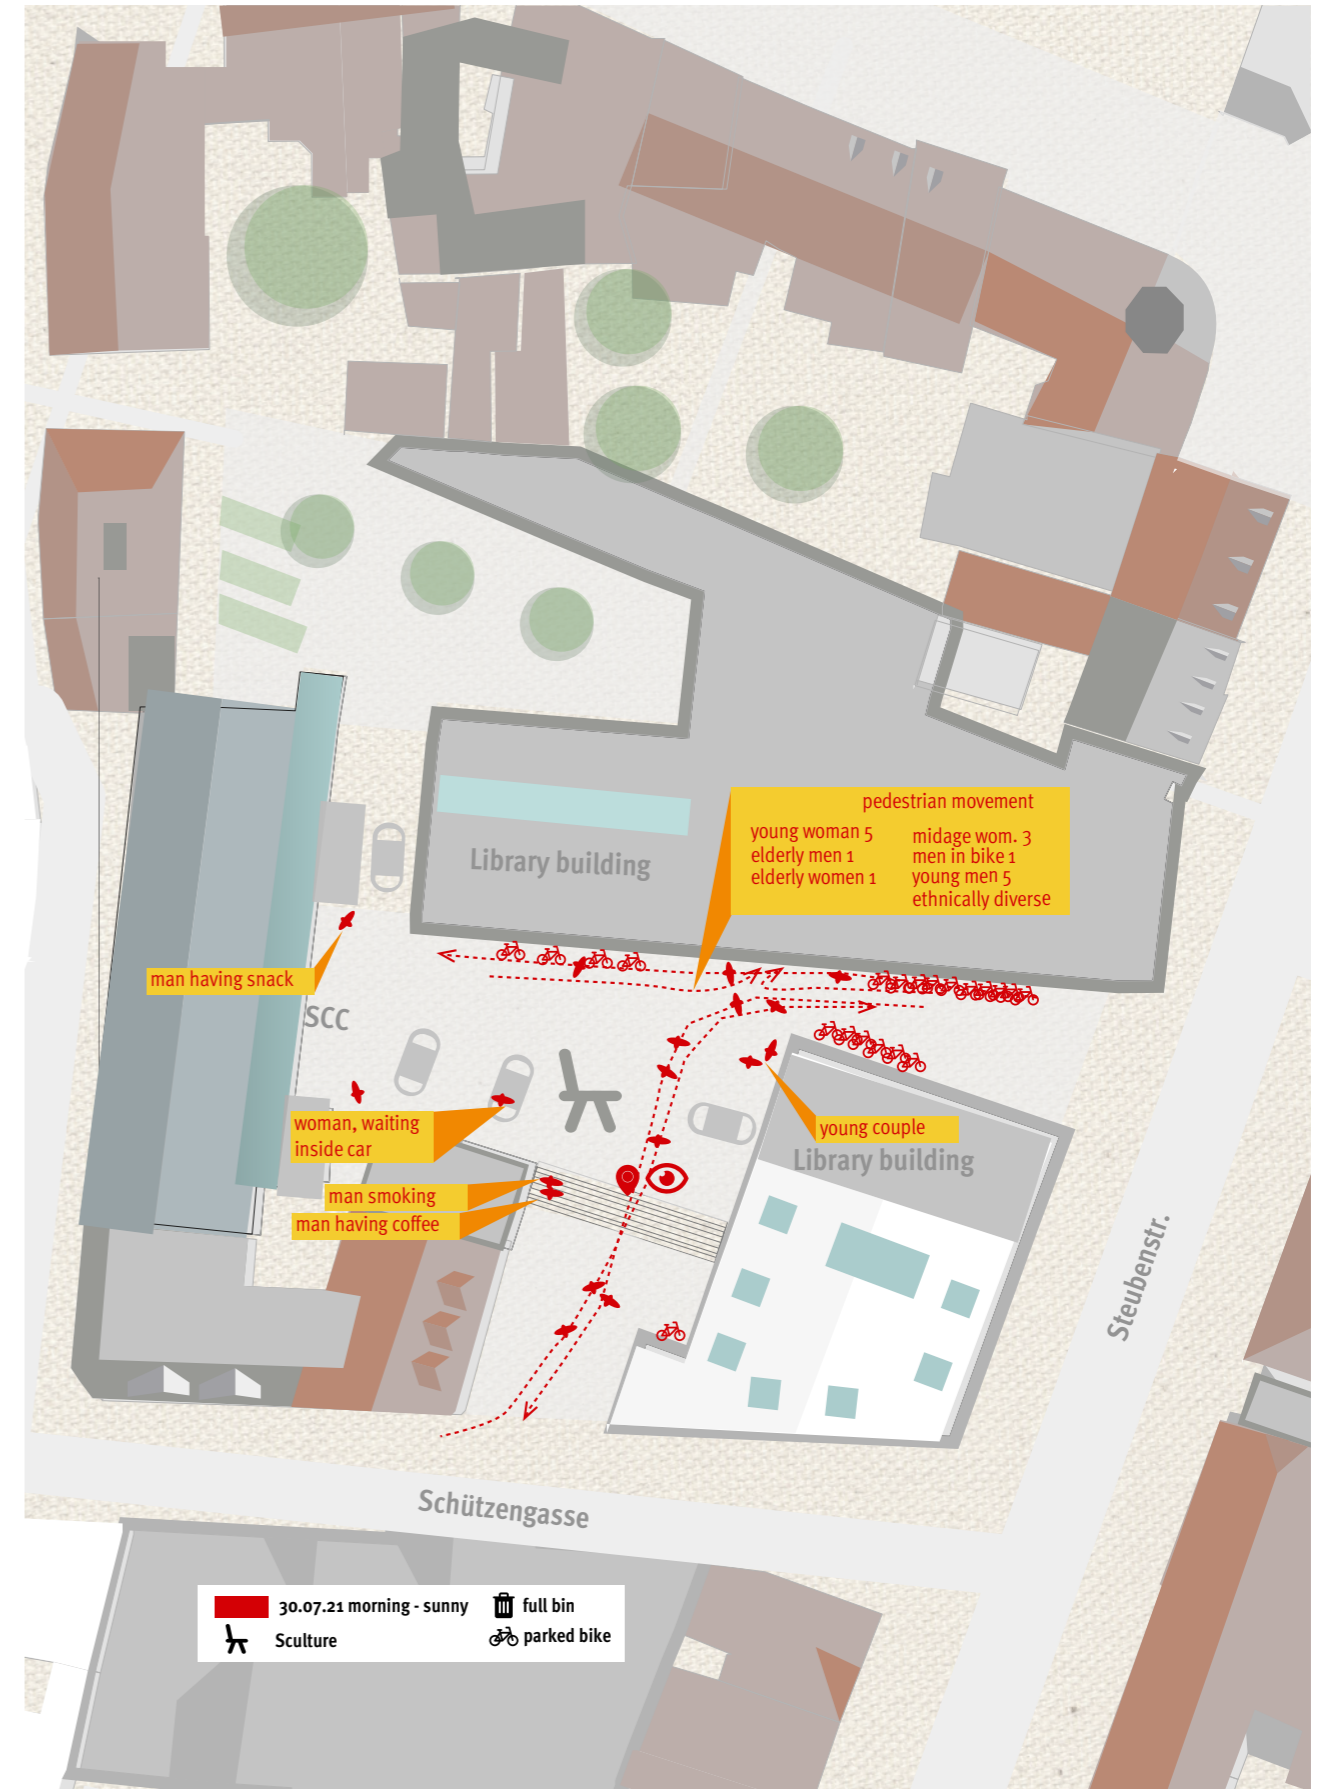 pedestrian movement
young woman 5
elderly men 1
elderly women 1
midage wom. 3
men in bike 1
young men 5
ethnically diverse
Library building
man having snack
SCC
woman, waiting
inside car
young couple
Library building
man smoking
man having coffee
Steubenstr.
Schützengasse
30.07.21 morning - sunny
full bin
Sculture
parked bike